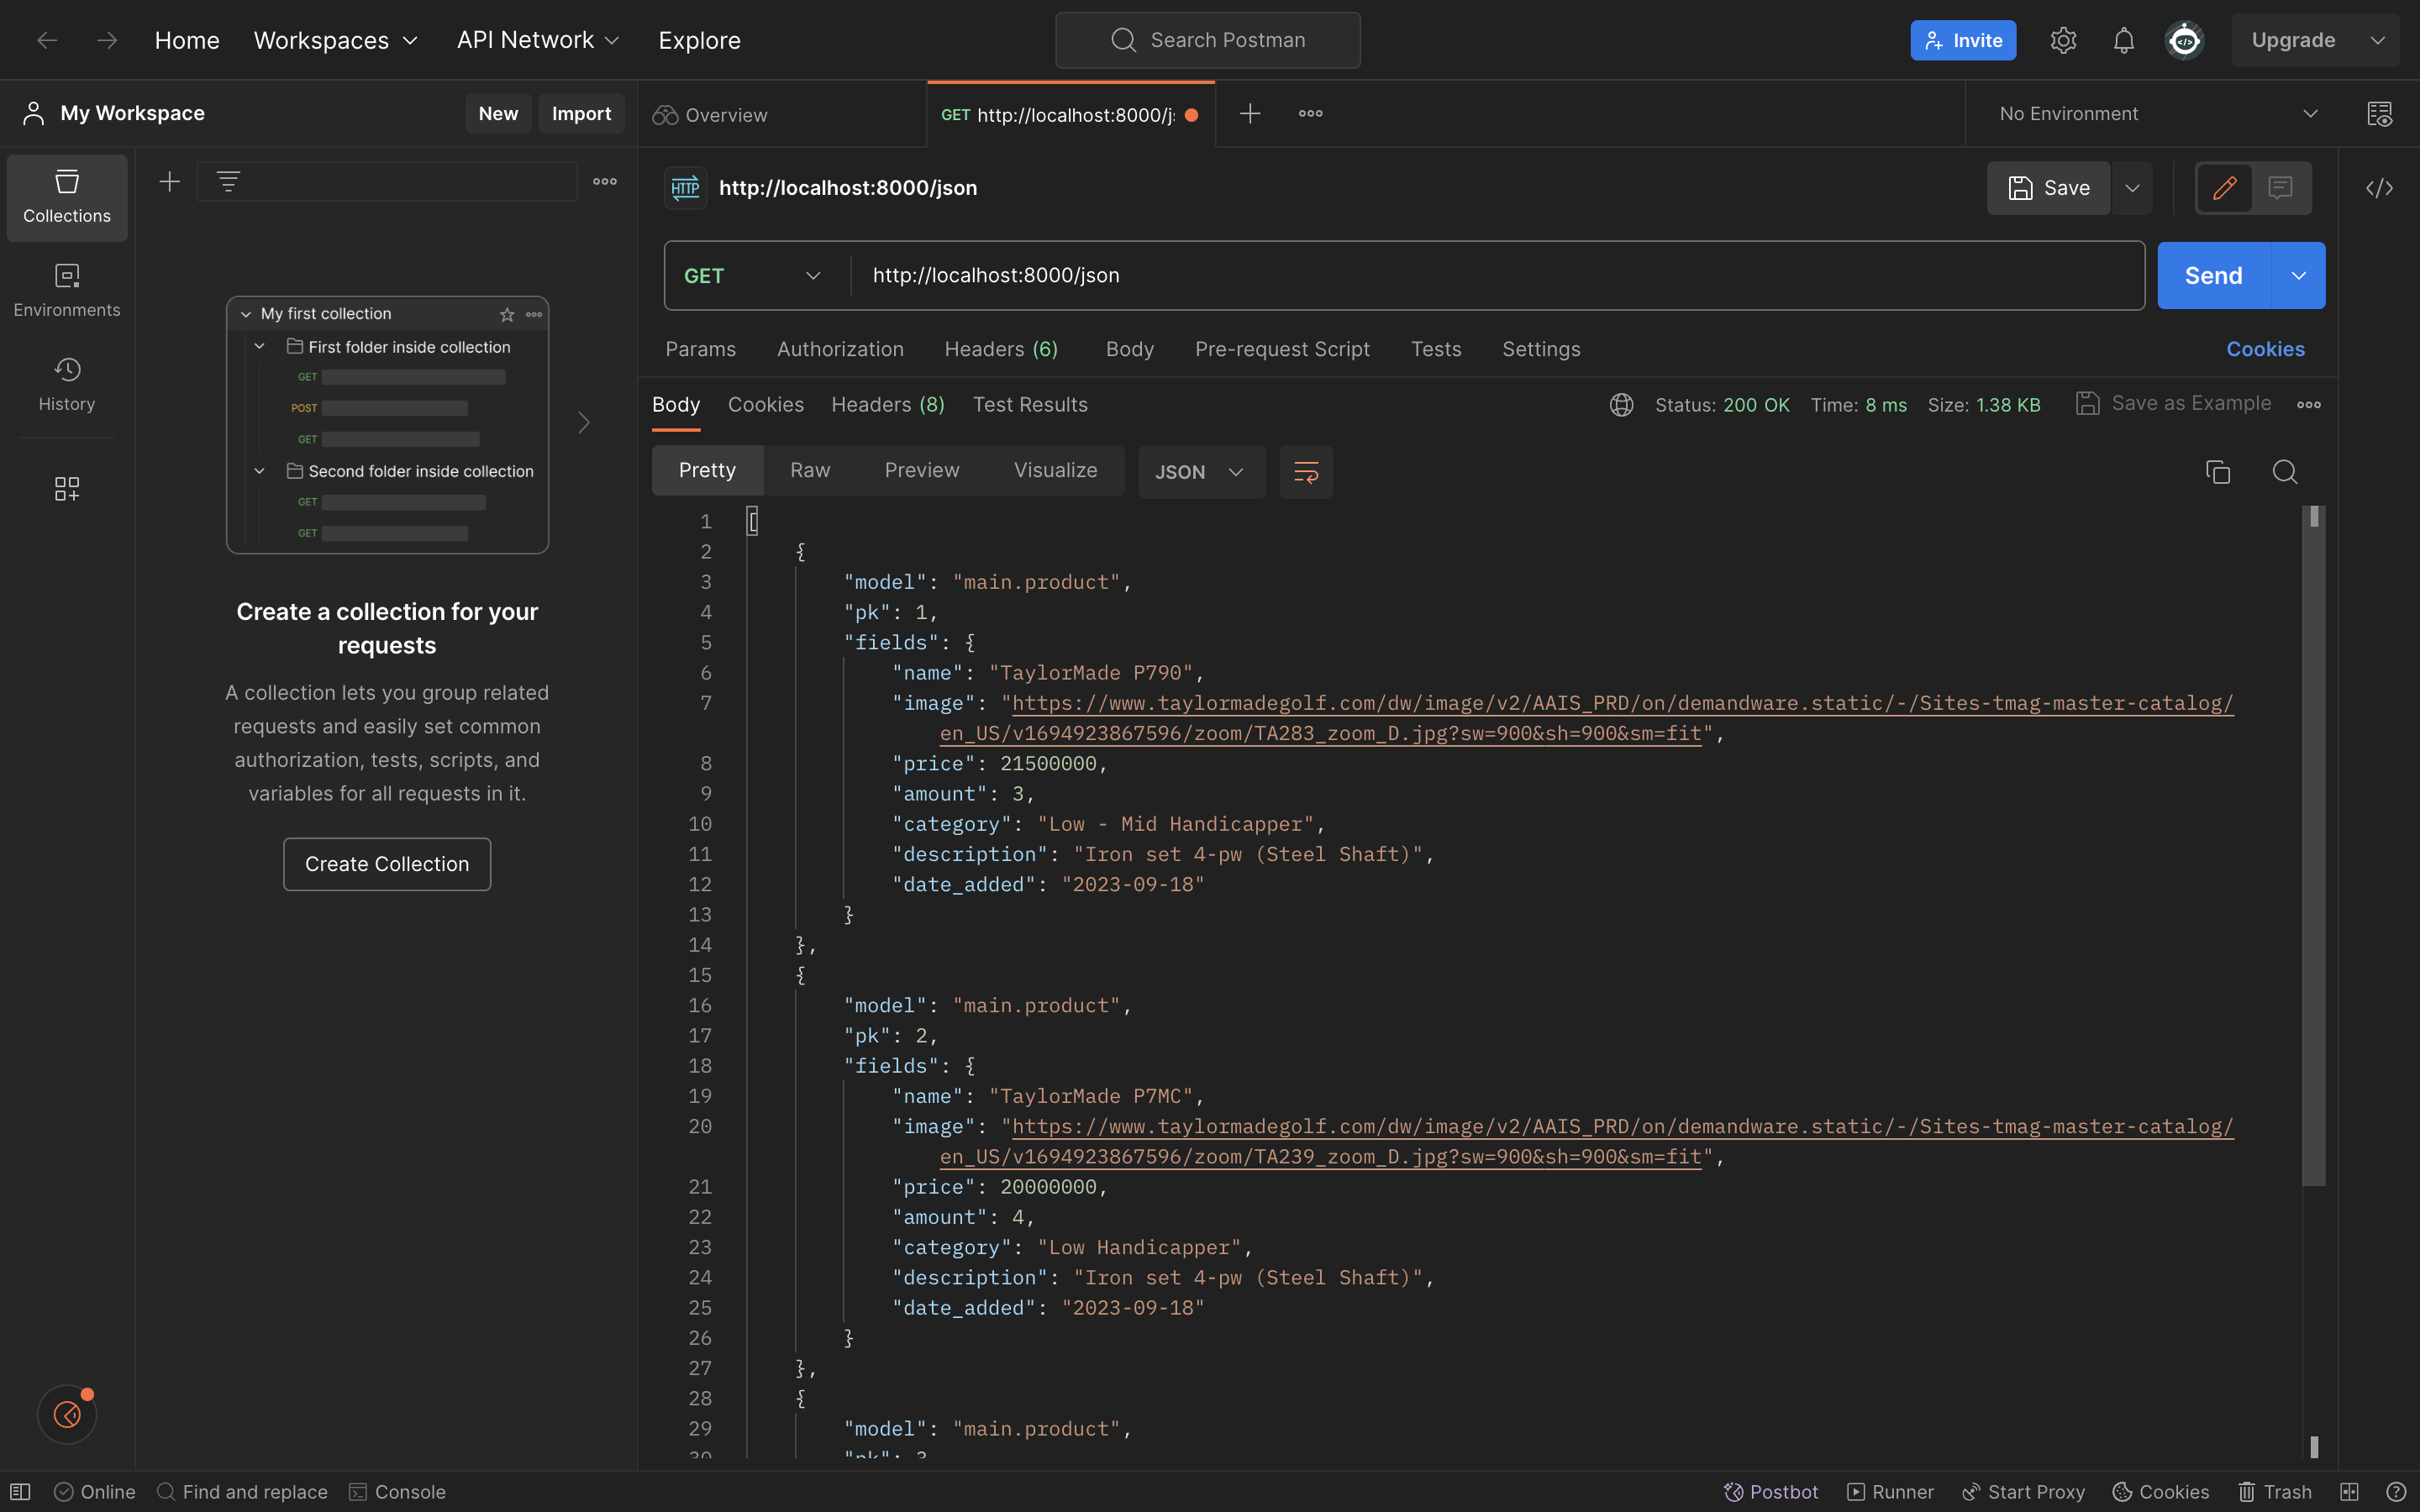 Home Workspaces API Network Explore Search Postman Invite Upgrade
My Workspace New Import Overview GET http://localhost:8000/j No Environment
Collections
Environments
History
My first collection
First folder inside collection
GET
POST
GET
Second folder inside collection
GET
GET
Create a collection for your
requests
A collection lets you group related
requests and easily set common
authorization, tests, scripts, and
variables for all requests in it.
Create Collection
HTTP http://localhost:8000/json Save
GET http://localhost:8000/json Send
Params Authorization Headers (6) Body Pre-request Script Tests Settings Cookies
Body Cookies Headers (8) Test Results Status: 200 OK Time: 8 ms Size: 1.38 KB Save as Example
Pretty Raw Preview Visualize JSON
1 [
2 {
3 "model": "main.product",
4 "pk": 1,
5 "fields": {
6 "name": "TaylorMade P790",
7 "image": "https://www.taylormadegolf.com/dw/image/v2/AAIS_PRD/on/demandware.static/-/Sites-tmag-master-catalog/
en_US/v1694923867596/zoom/TA283_zoom_D.jpg?sw=900&sh=900&sm=fit",
8 "price": 21500000,
9 "amount": 3,
10 "category": "Low - Mid Handicapper",
11 "description": "Iron set 4-pw (Steel Shaft)",
12 "date_added": "2023-09-18"
13 }
14 },
15 {
16 "model": "main.product",
17 "pk": 2,
18 "fields": {
19 "name": "TaylorMade P7MC",
20 "image": "https://www.taylormadegolf.com/dw/image/v2/AAIS_PRD/on/demandware.static/-/Sites-tmag-master-catalog/
en_US/v1694923867596/zoom/TA239_zoom_D.jpg?sw=900&sh=900&sm=fit",
21 "price": 20000000,
22 "amount": 4,
23 "category": "Low Handicapper",
24 "description": "Iron set 4-pw (Steel Shaft)",
25 "date_added": "2023-09-18"
26 }
27 },
28 {
29 "model": "main.product",
30 "pk": 3
Online Find and replace Console Postbot Runner Start Proxy Cookies Trash